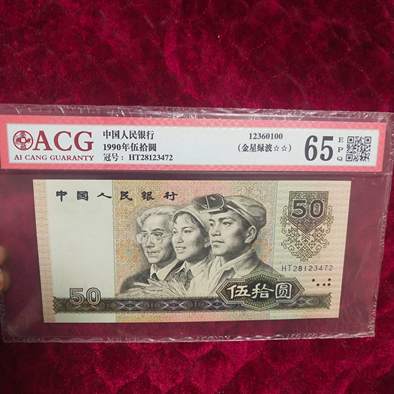 ACG
AI CANG GUARANTY
中国人民银行
1990年伍拾圆
冠号： HT28123472
12360100
(金星绿波☆☆)
65
EPQ
中国人民银行
50
HT28123472
50
伍拾圆